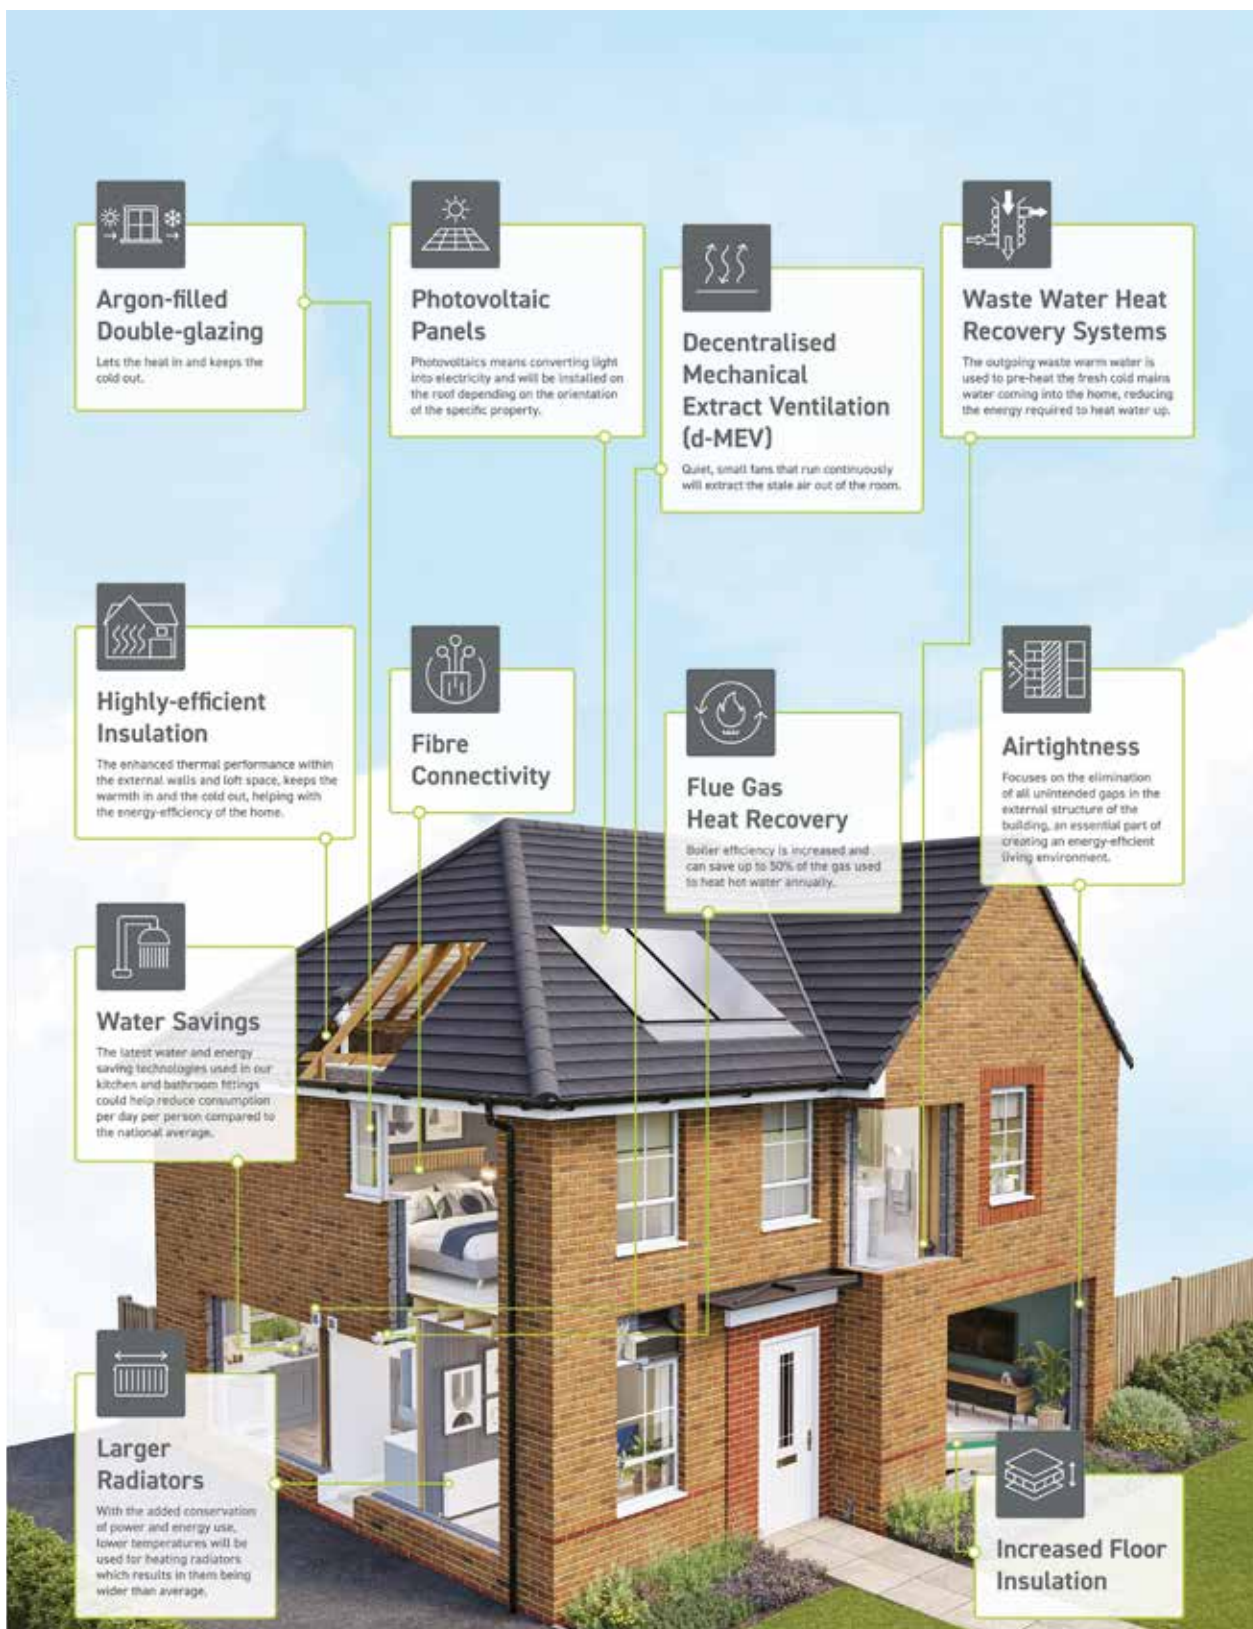 Argon-filled
Double-glazing
Lets the heat in and keeps the
cold out.
Photovoltaic
Panels
Photovoltaics means converting light
into electricity and will be installed on
the roof depending on the orientation
of the specific property.
Decentralised
Mechanical
Extract Ventilation
(d-MEV)
Quiet, small fans that run continuously
will extract the stale air out of the room.
Waste Water Heat
Recovery Systems
The outgoing waste warm water is
used to pre-heat the fresh cold mains
water coming into the home, reducing
the energy required to heat water up.
Highly-efficient
Insulation
The enhanced thermal performance within
the external walls and loft space, keeps the
warmth in and the cold out, helping with
the energy-efficiency of the home.
Fibre
Connectivity
Flue Gas
Heat Recovery
Boiler efficiency is increased and
can save up to 50% of the gas used
to heat hot water annually.
Airtightness
Focuses on the elimination
of all unintended gaps in the
external structure of the
building, an essential part of
creating an energy-efficient
living environment.
Water Savings
The latest water and energy
saving technologies used in our
kitchen and bathroom fittings
could help reduce consumption
per day per person compared to
the national average.
Larger
Radiators
With the added conservation
of power and energy use,
lower temperatures will be
used for heating radiators
which results in them being
wider than average.
Increased Floor
Insulation